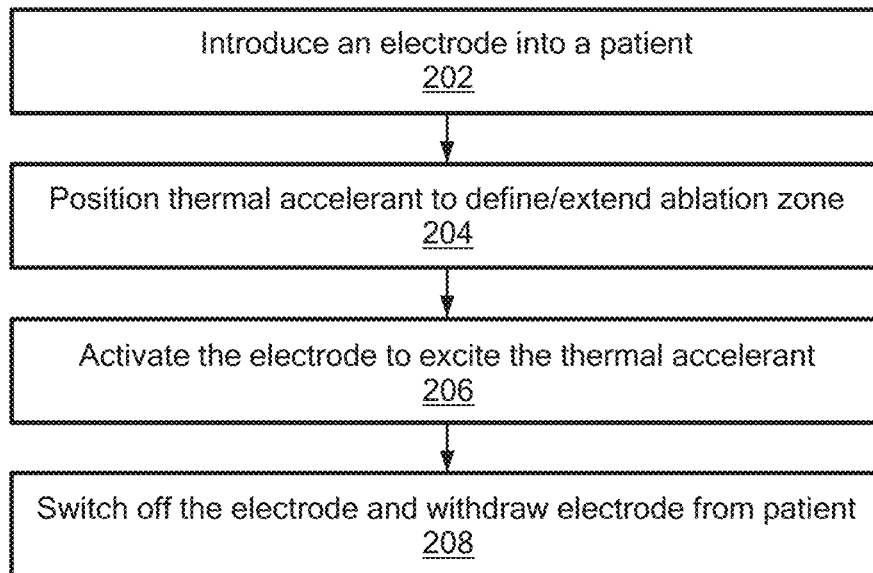 Introduce an electrode into a patient
202
Position thermal accelerant to define/extend ablation zone
204
Activate the electrode to excite the thermal accelerant
206
Switch off the electrode and withdraw electrode from patient
208